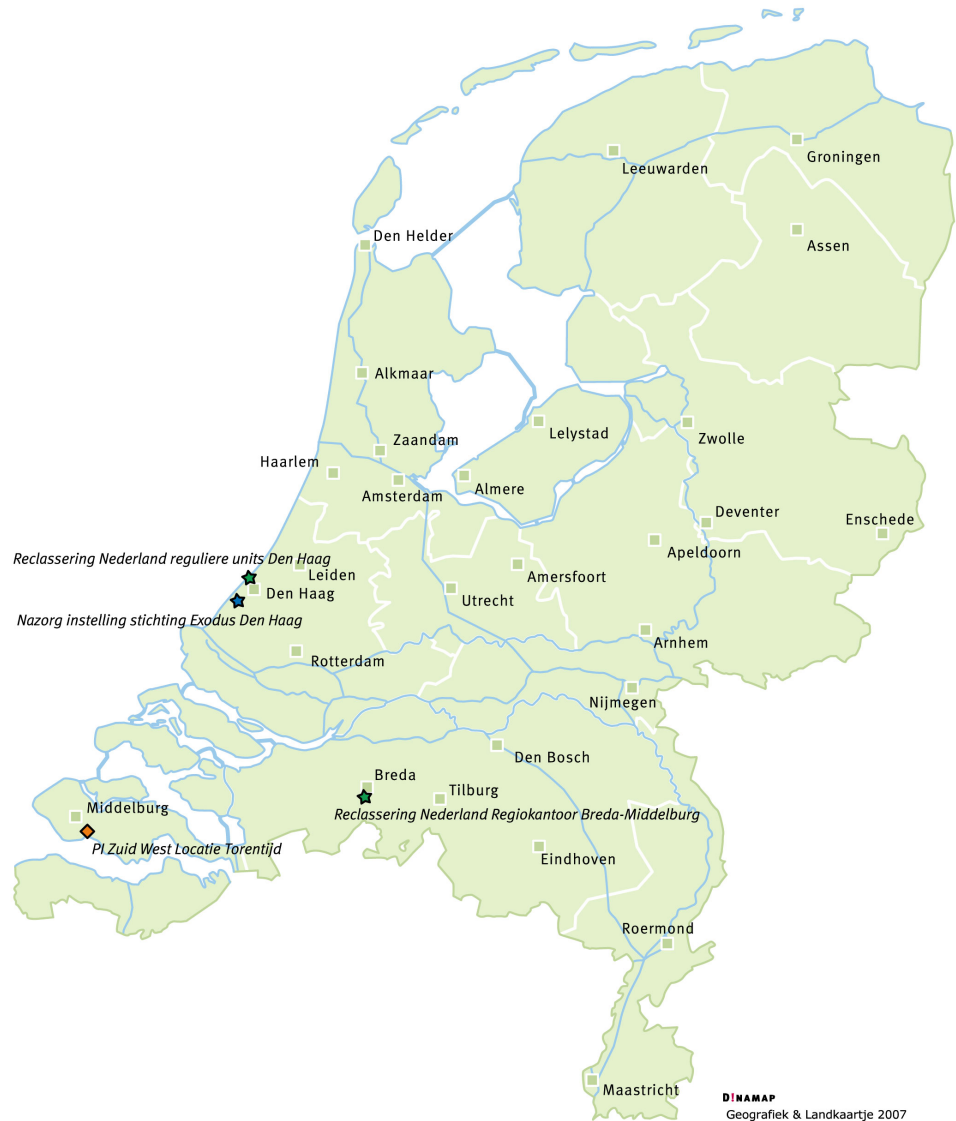 Groningen
Leeuwarden
Den Helder
Assen
Alkmaar
Lelystad
Zwolle
Zaandam
Haarlem
Amsterdam
Almere
Deventer
Enschede
Apeldoorn
Reclassering Nederland reguliere units Den Haag
Leiden
Amersfoort
Den Haag
Utrecht
Nazorg instelling stichting Exodus Den Haag
Arnhem
Rotterdam
Nijmegen
Den Bosch
Breda
Tilburg
Middelburg
Reclassering Nederland Regiokantoor Breda-Middelburg
PI Zuid West Locatie Torentijd
Eindhoven
Roermond
Maastricht
D!NAMAP
Geografiek & Landkaartje 2007